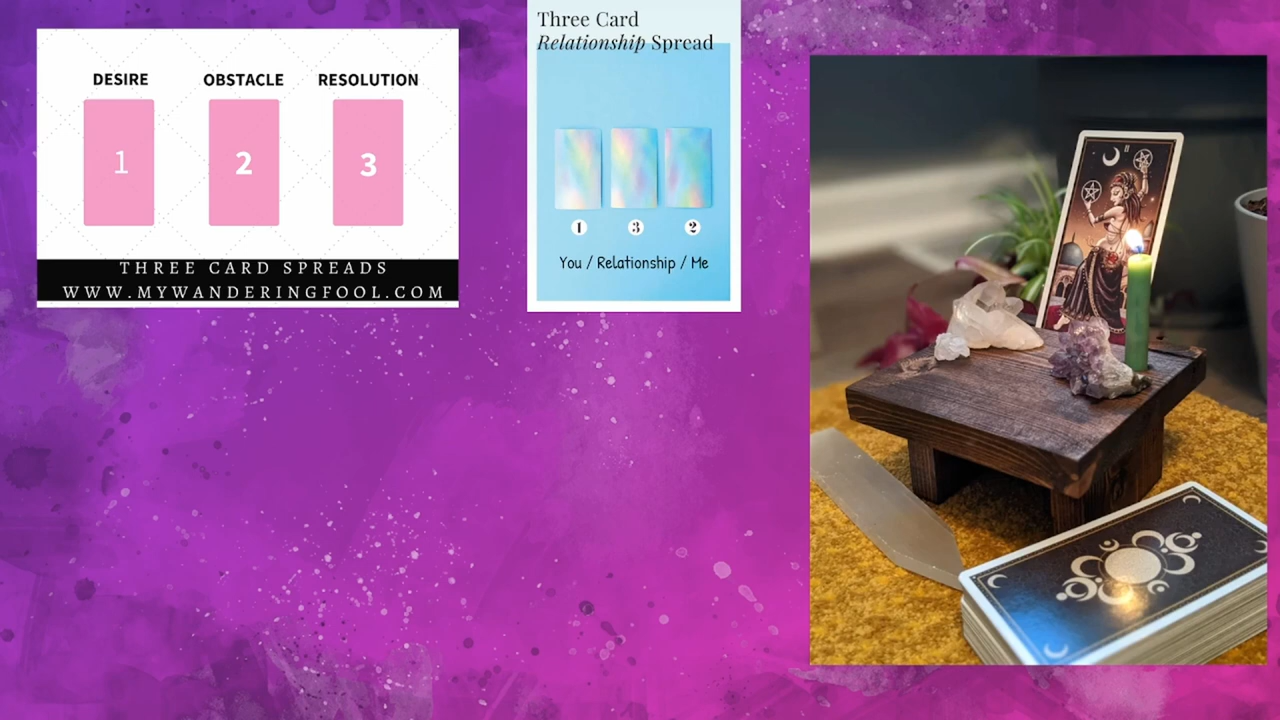 DESIRE OBSTACLE RESOLUTION
1 2 3
THREE CARD SPREADS
WWW.MYWANDERINGFOOL.COM
Three Card
Relationship Spread
1 3 2
You / Relationship / Me
II